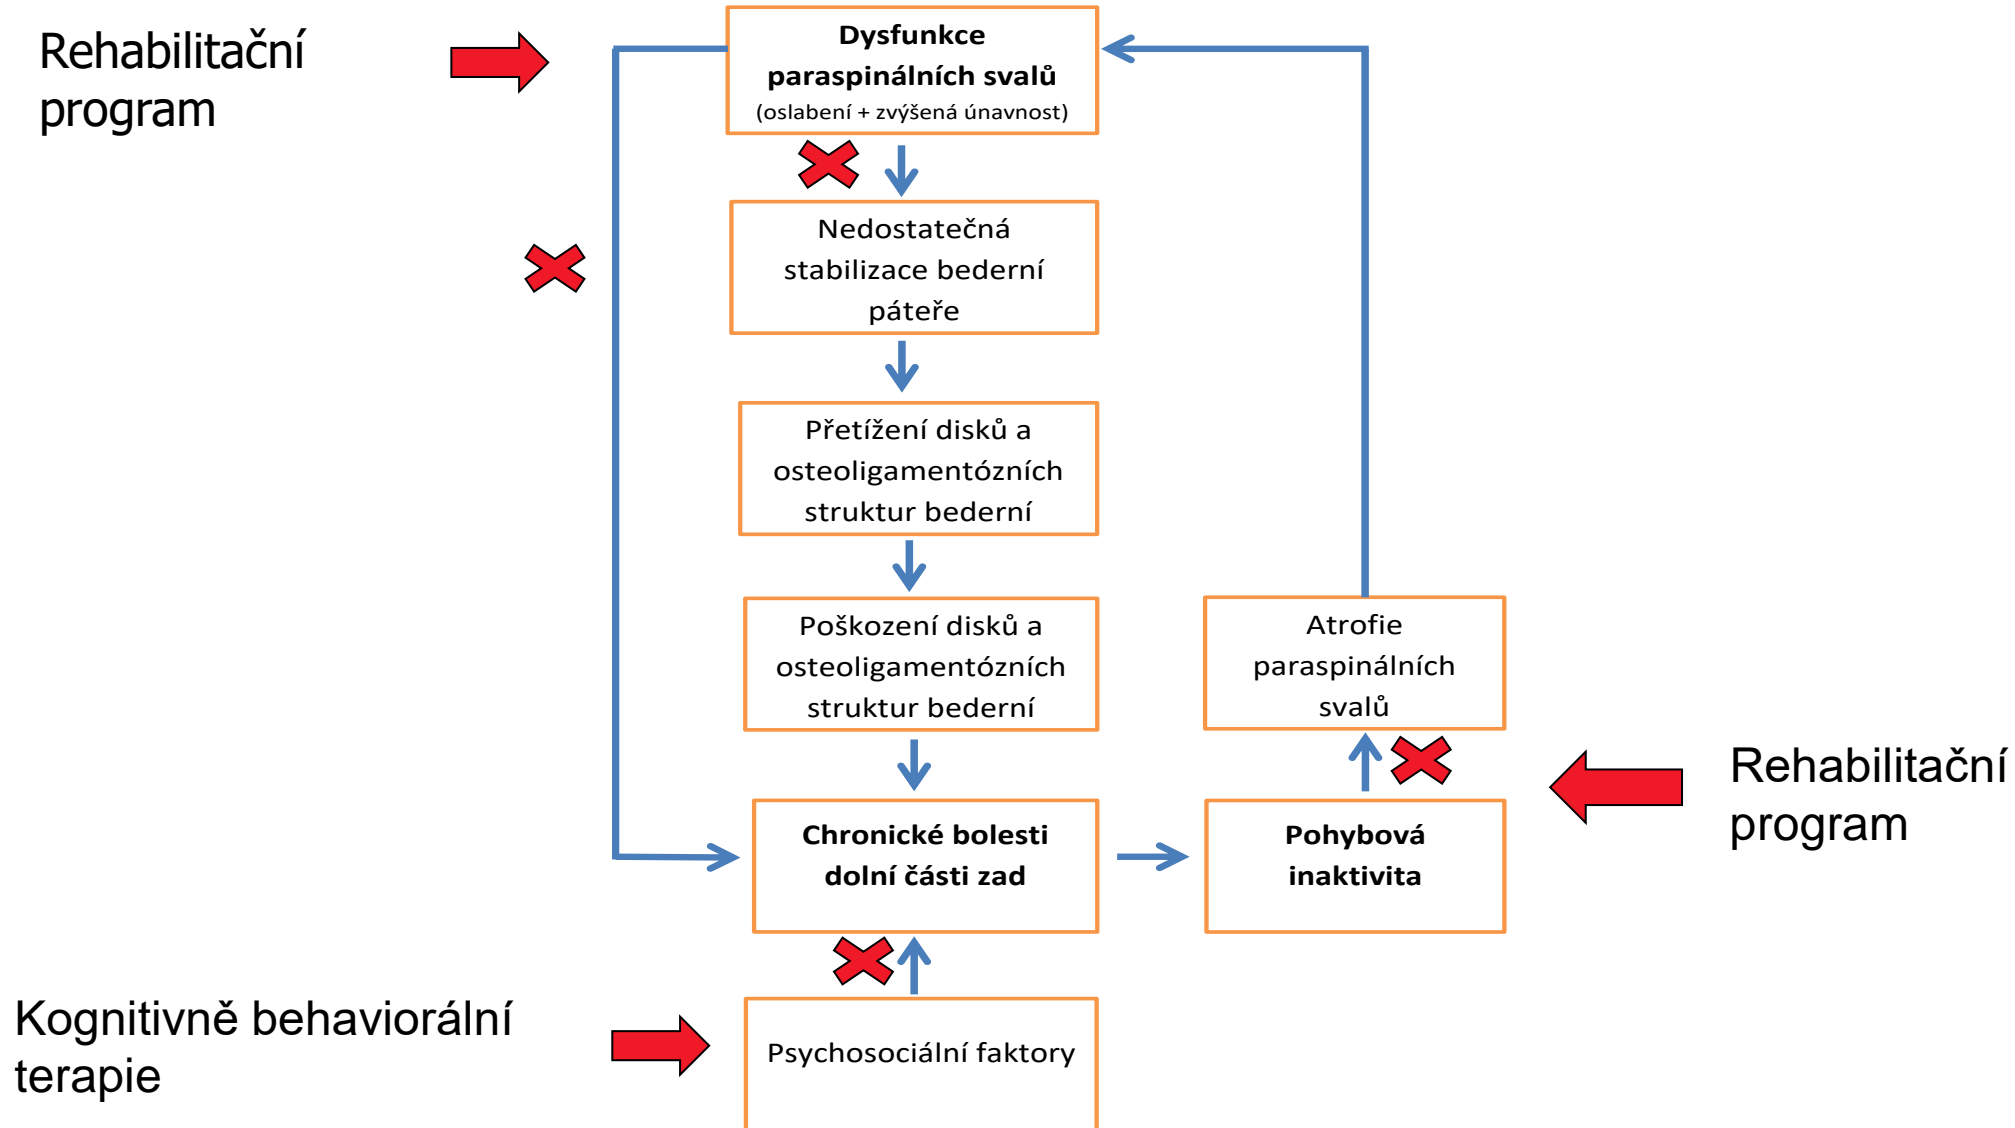 Rehabilitační
program
Dysfunkce
paraspinálních svalů
(oslabení + zvýšená únavnost)
Nedostatečná
stabilizace bederní
páteře
Přetížení disků a
osteoligamentózních
struktur bederní
Poškození disků a
osteoligamentózních
struktur bederní
Atrofie
paraspinálních
svalů
Chronické bolesti
dolní části zad
Pohybová
inaktivita
Rehabilitační
program
Kognitivně behaviorální
terapie
Psychosociální faktory